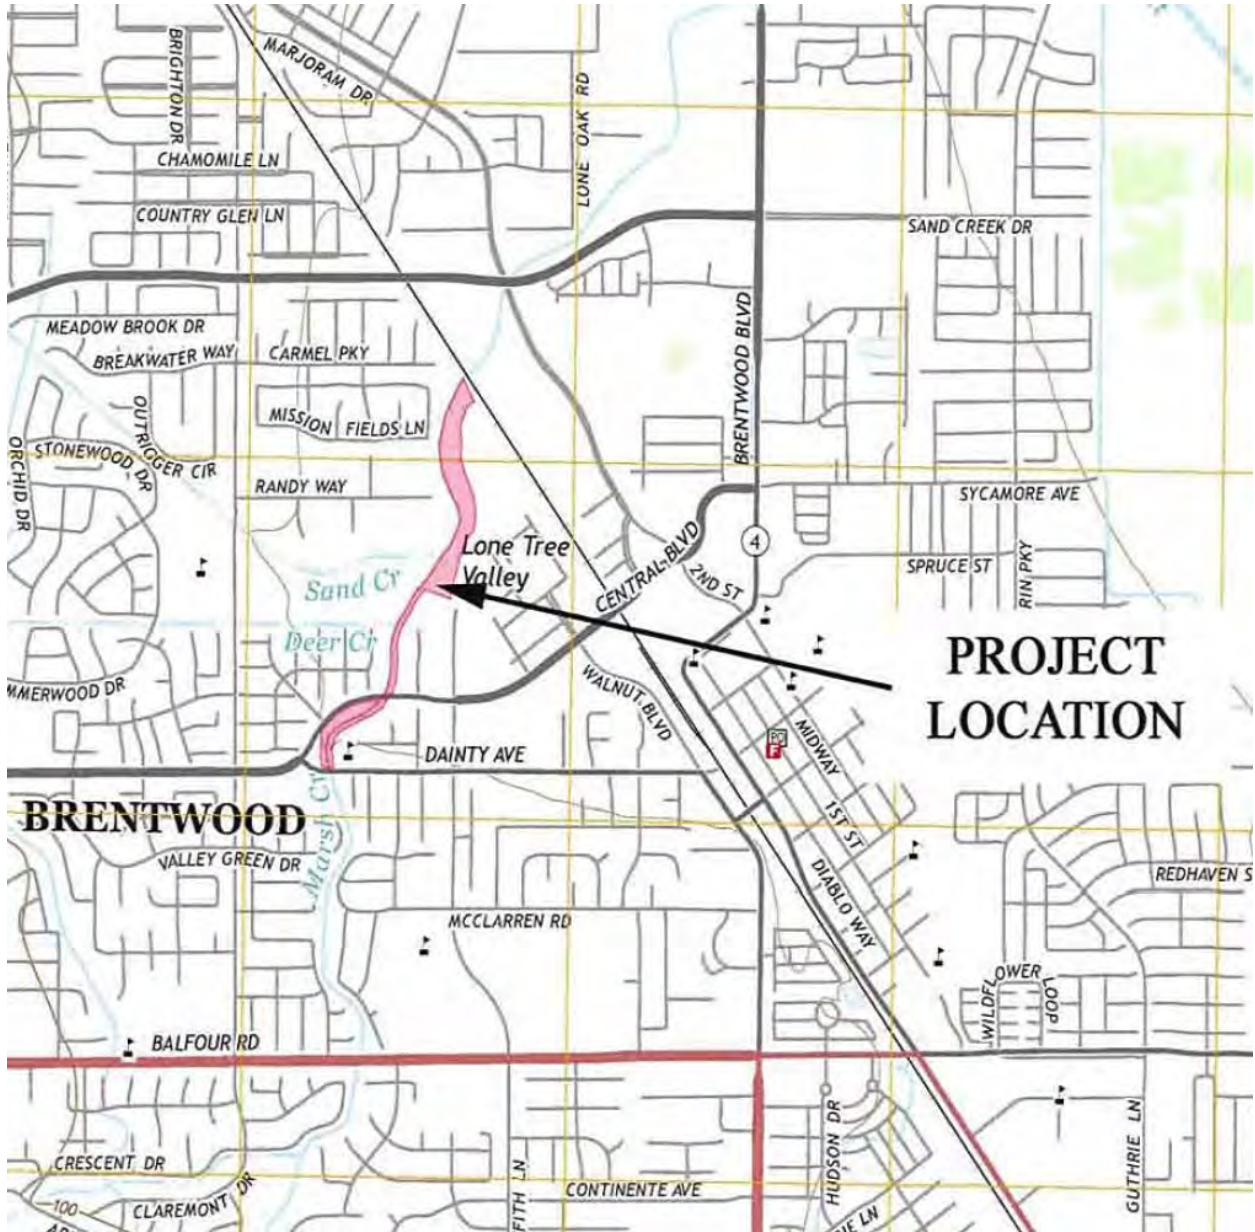 MARJORAM DR
BRIGHTON DR
LONE OAK RD
CHAMOMILE LN
COUNTRY GLEN LN
SAND CREEK DR
MEADOW BROOK DR
BREAKWATER WAY
CARMEL PKY
BRENTWOOD BLVD
OUTRIGGER CIR
MISSION FIELDS LN
ORCHID DR
STONEWOOD DR
RANDY WAY
SYCAMORE AVE
4
Lone Tree
Valley
CENTRAL BLVD
2ND ST
SPRUCE ST
RIN PKY
Sand Cr
Deer Cr
PROJECT
LOCATION
MMERWOOD DR
WALNUT BLVD
PO
F
MIDWAY
DAINTY AVE
BRENTWOOD
Marsh Cr
1ST ST
VALLEY GREEN DR
DIABLO WAY
REDHAVEN S
MCCLARREN RD
WILDFLOWER LOOP
BALFOUR RD
HUDSON DR
GUTHRIE LN
CRESCENT DR
CLAREMONT DR
100
FITH LN
CONTINENTE AVE